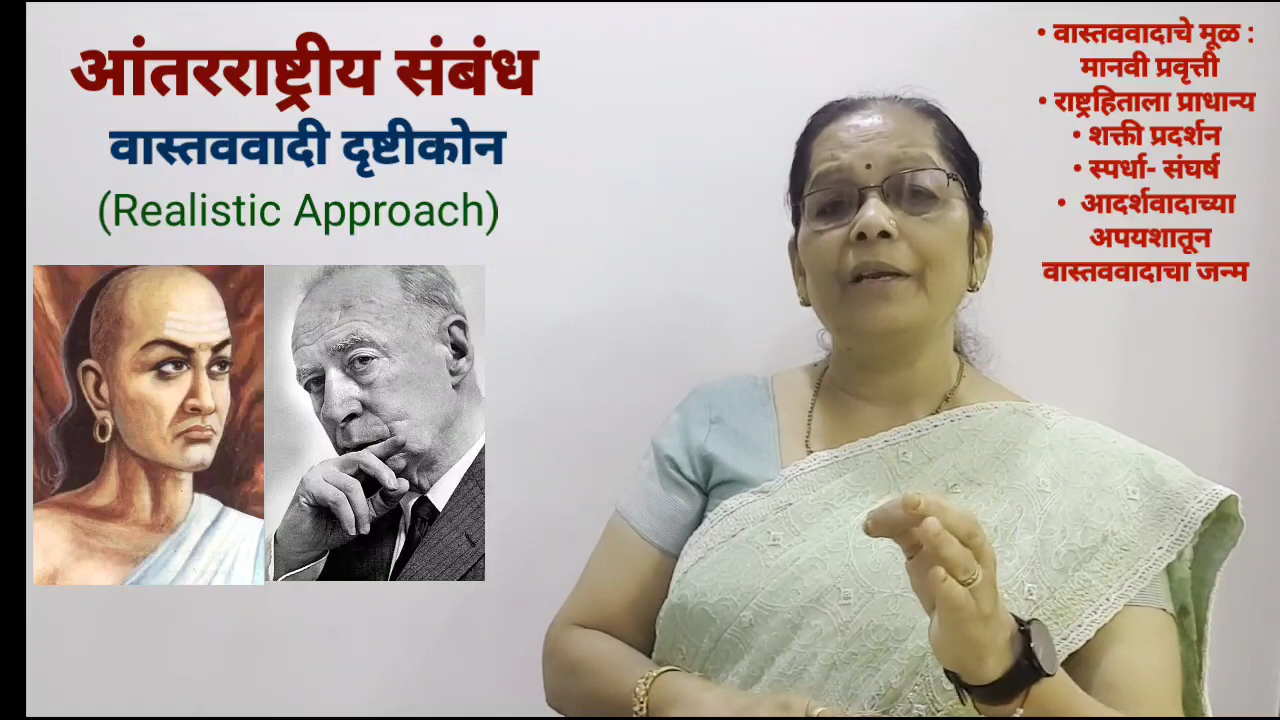 आंतरराष्ट्रीय संबंध
वास्तववादी दृष्टीकोन
(Realistic Approach)
• वास्तववादाचे मूळ :
मानवी प्रवृत्ती
• राष्ट्रहिताला प्राधान्य
• शक्ती प्रदर्शन
• स्पर्धा- संघर्ष
• आदर्शवादाच्या
अपयशातून
वास्तववादाचा जन्म